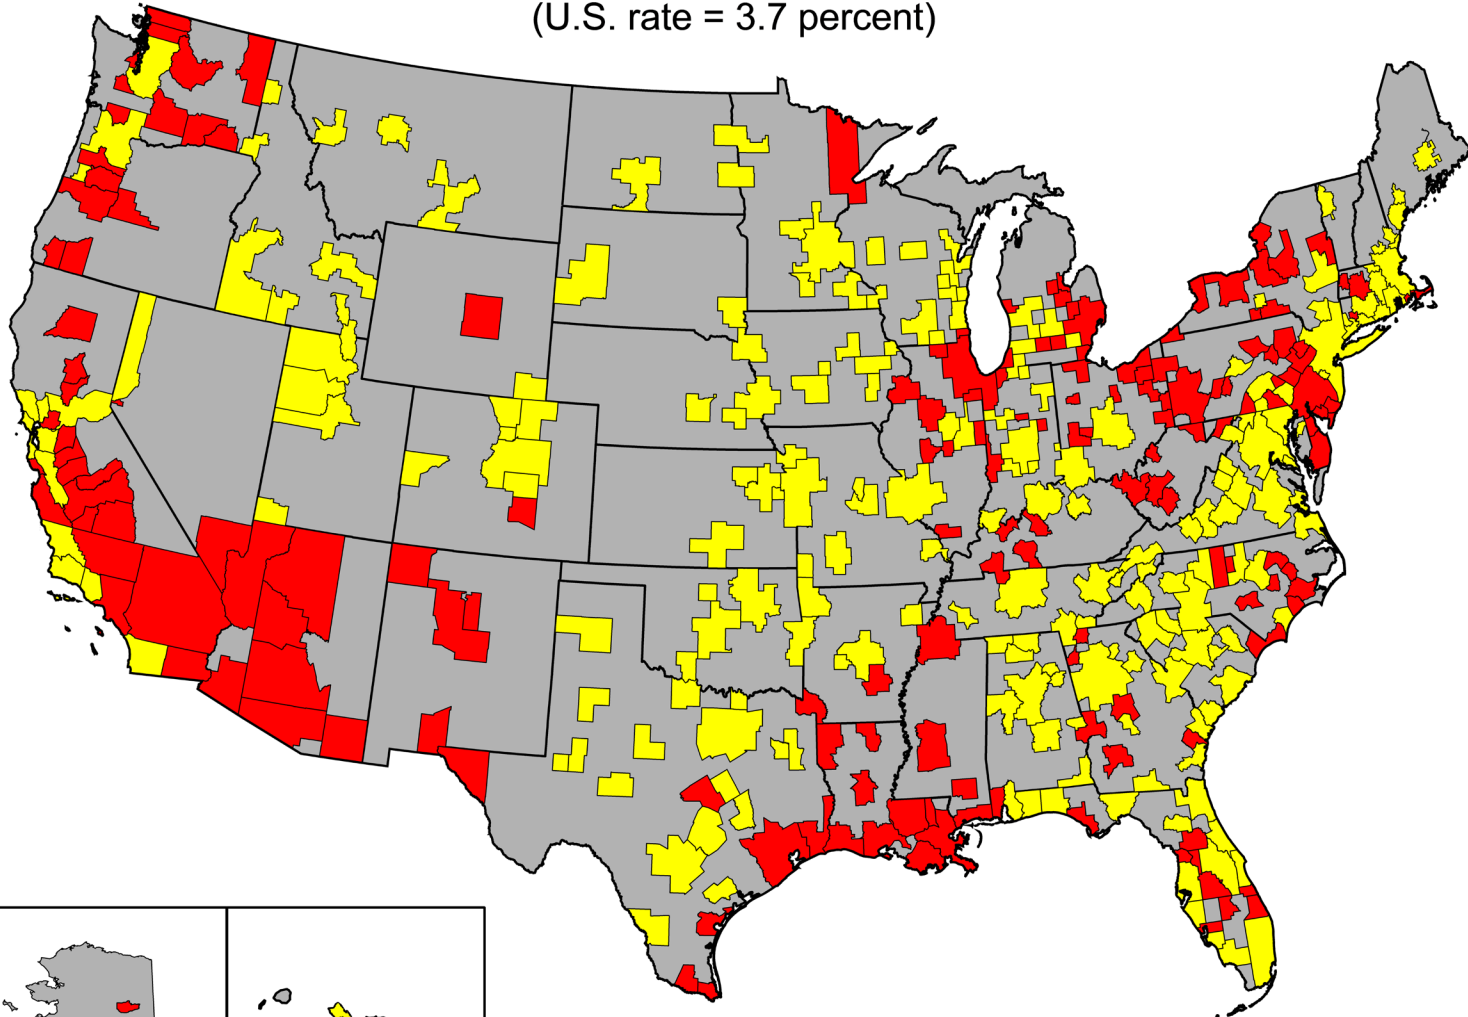 (U.S. rate = 3.7 percent)